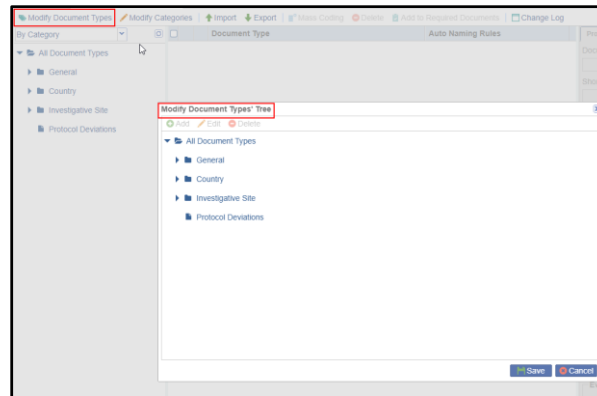 Modify Document Types Modify Categories Import Export Mass Coding Delete Add to Required Documents Change Log
By Category Document Type Auto Naming Rules
All Document Types
General
Country
Investigative Site
Protocol Deviations
Modify Document Types' Tree
Add Edit Delete
All Document Types
General
Country
Investigative Site
Protocol Deviations
Save Cancel